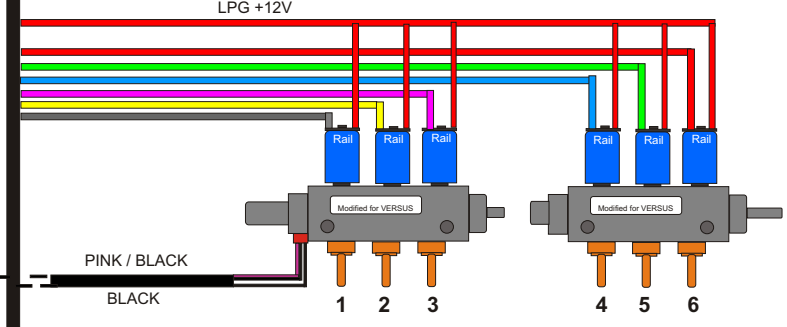 LPG +12V
Rail Rail Rail Rail Rail Rail
Modified for VERSUS Modified for VERSUS
PINK / BLACK
BLACK
1 2 3 4 5 6